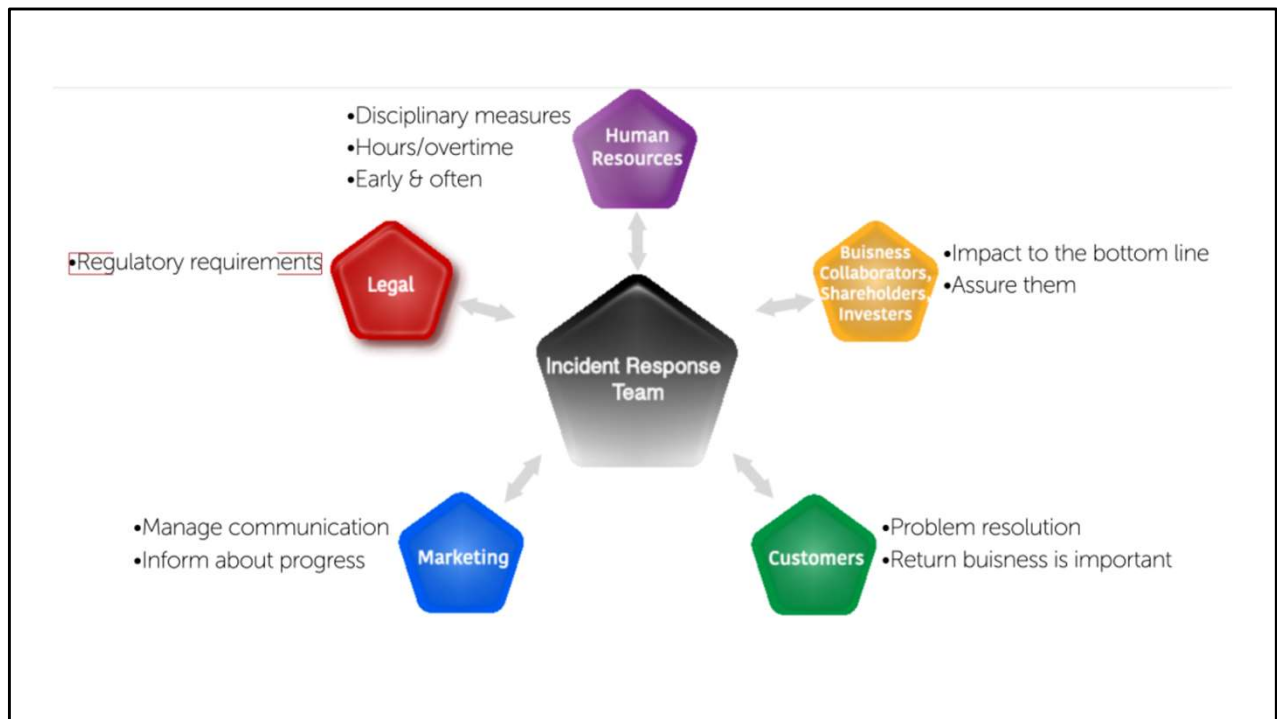 •Disciplinary measures
•Hours/overtime
•Early & often
Human
Resources
•Regulatory requirements
Legal
Buisness
Collaborators,
Shareholders,
Investers
•Impact to the bottom line
•Assure them
Incident Response
Team
•Manage communication
•Inform about progress
Marketing
Customers
•Problem resolution
•Return buisness is important